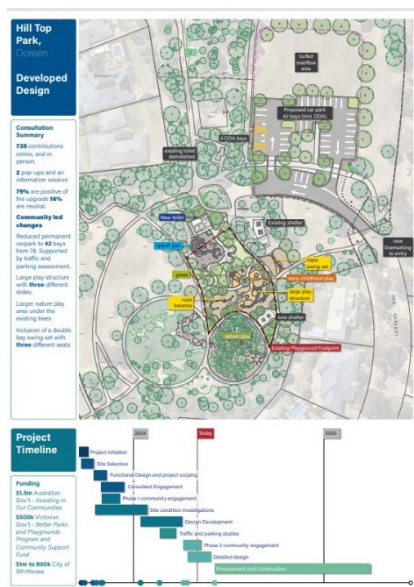 Hill Top
Park,
Doreen
Developed
Design
Consultation
Summary
735 contributions
online, and in
person.
2 pop-ups and an
information session
79% are positive of
the upgrade 16%
are neutral
Community led
changes
Reduced permanent
carpark to 42 bays
from 78. Supported
by traffic and
parking assessment.
Large play structure
with three different
slides.
Larger nature play
area under the
existing trees
Inclusion of a double
bay swing set with
three different seats
turfed
overflow
area
Proposed car park
42 bays (incl. DDA)
4 DDA bays
existing toilet
demolished
New toilet
Existing shelter
splash pad
triple
swing set
new
linemarking
to entry
grass
early childhood play
large play
structure
rope
balance
new shelter
nature play
Existing Playground Footprint
Project
Timeline
Funding
$1.5m Australian
Gov't - Investing in
Our Communities
$500k Victorian
Gov't - Better Parks
and Playgrounds
Program and
Community Support
Fund
$1m to 800k City of
Whittlesea
2024
Today
2025
Project initiation
Site Selection
Functional Design and project scoping
Consultant Engagement
Phase 1 community engagement
Site condition investigations
Design Development
Traffic and parking studies
Phase 2 community engagement
Detailed design
Procurement and Construction